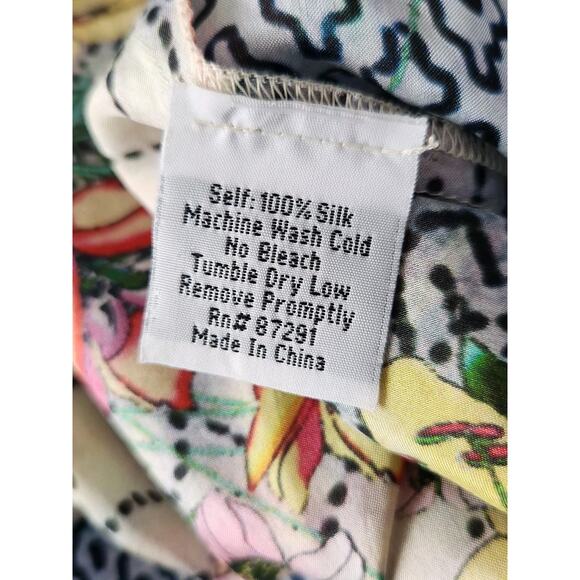 Self: 100% Silk
Machine Wash Cold
No Bleach
Tumble Dry Low
Remove Promptly
Rn# 87291
Made In China